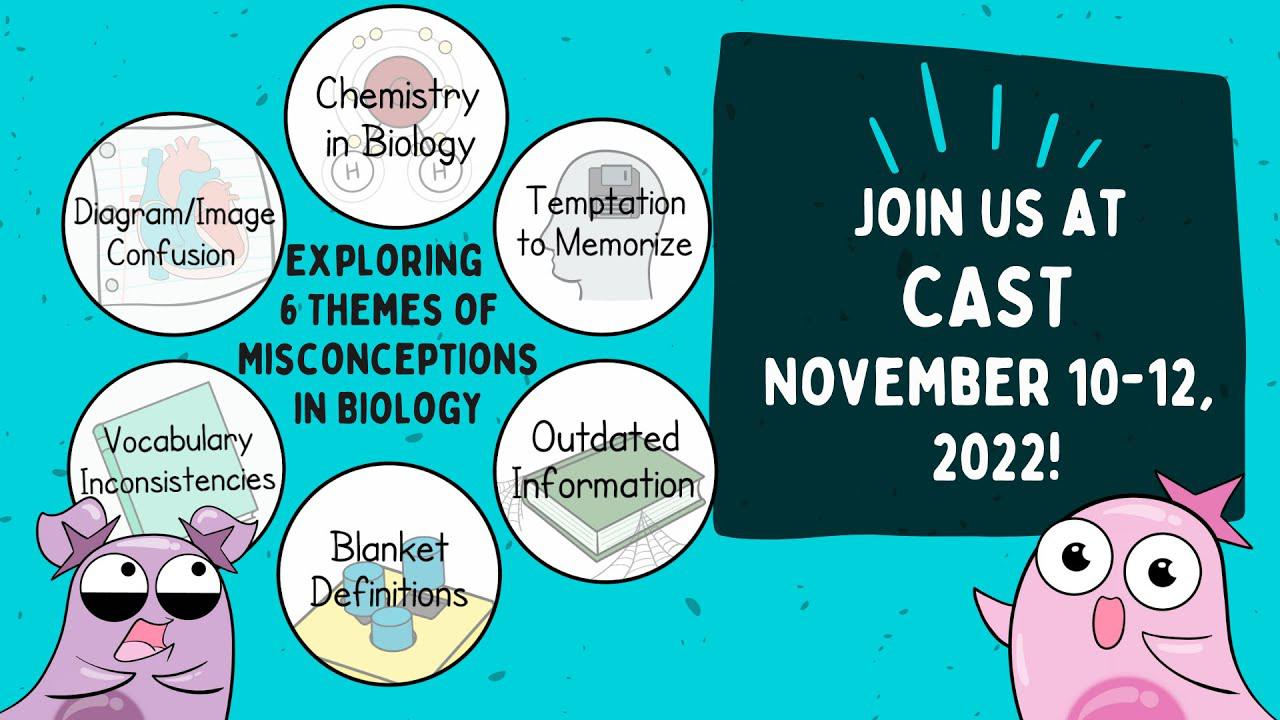 Chemistry
in Biology
Diagram/Image
Confusion
Temptation
to Memorize
EXPLORING
6 THEMES OF
MISCONCEPTIONS
IN BIOLOGY
Vocabulary
Inconsistencies
Outdated
Information
Blanket
Definitions
H
H
JOIN US AT
CAST
NOVEMBER 10-12,
2022!